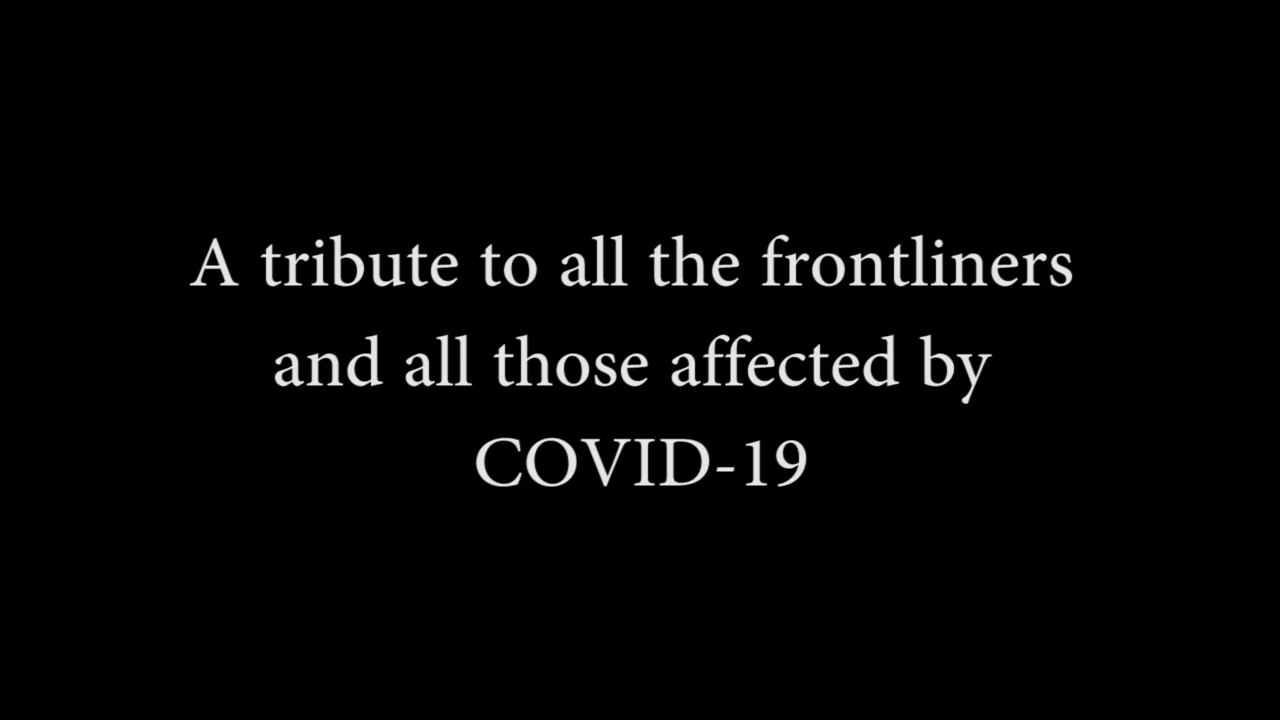 A tribute to all the frontliners
and all those affected by
COVID-19